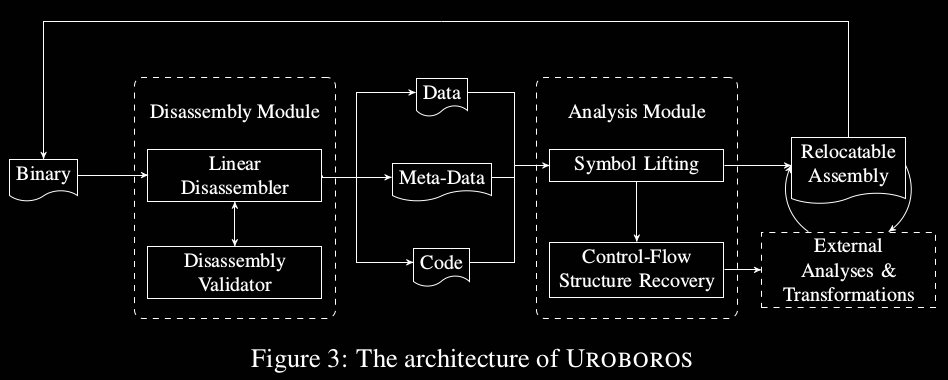 Disassembly Module
Data
Analysis Module
Binary
Linear
Disassembler
Meta-Data
Symbol Lifting
Relocatable
Assembly
Disassembly
Validator
Code
Control-Flow
Structure Recovery
External
Analyses &
Transformations
Figure 3: The architecture of UROBOROS